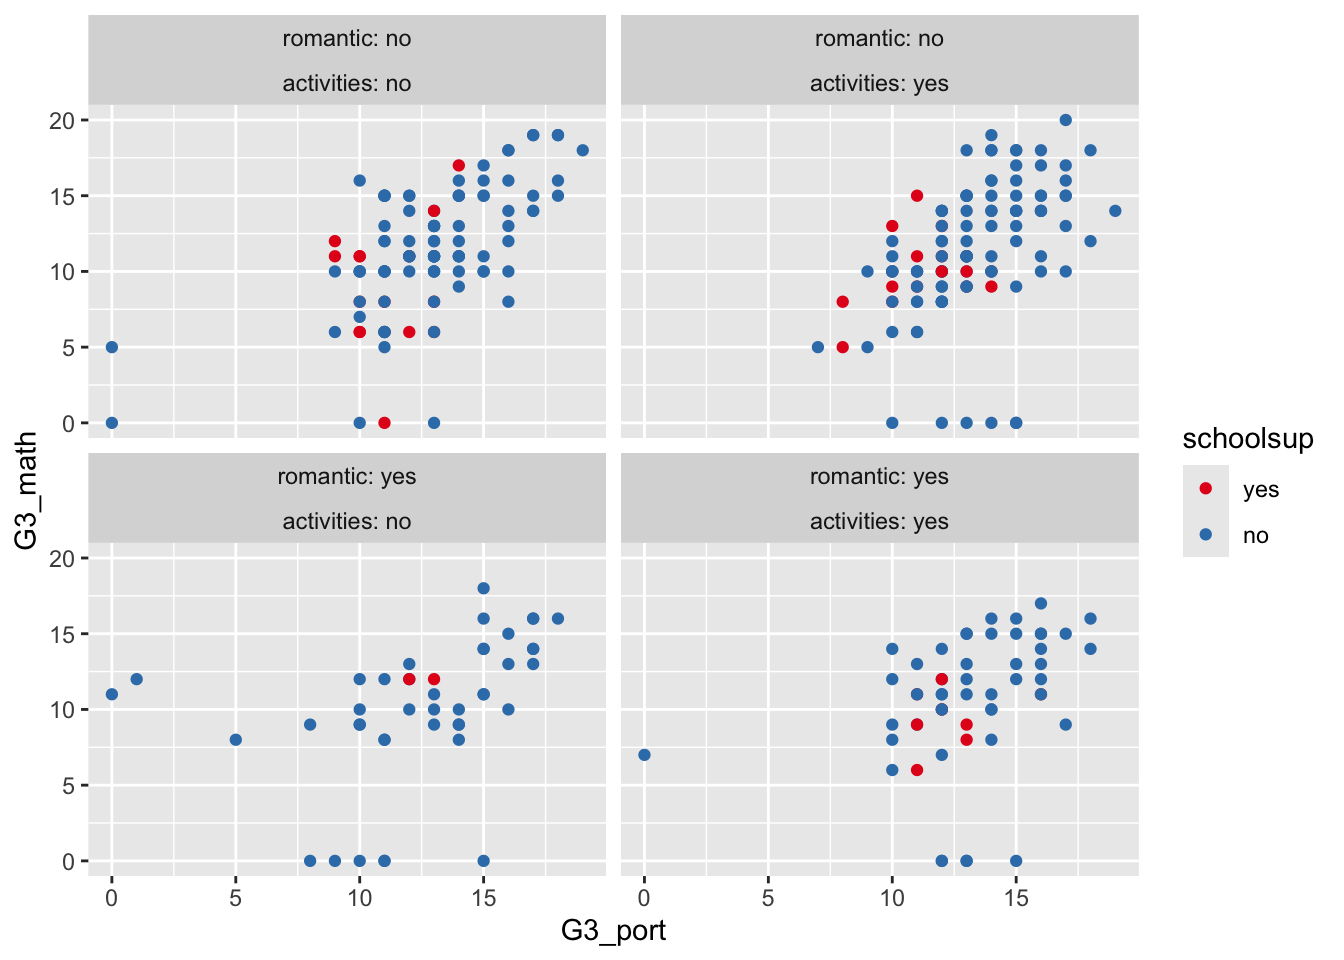 romantic: no
romantic: no
activities: no
activities: yes
20
15
10
5
0
romantic: yes
romantic: yes
activities: no
activities: yes
20
15
10
5
0
0
5
10
15
0
5
10
15
G3_port
G3_math
schoolsup
yes
no